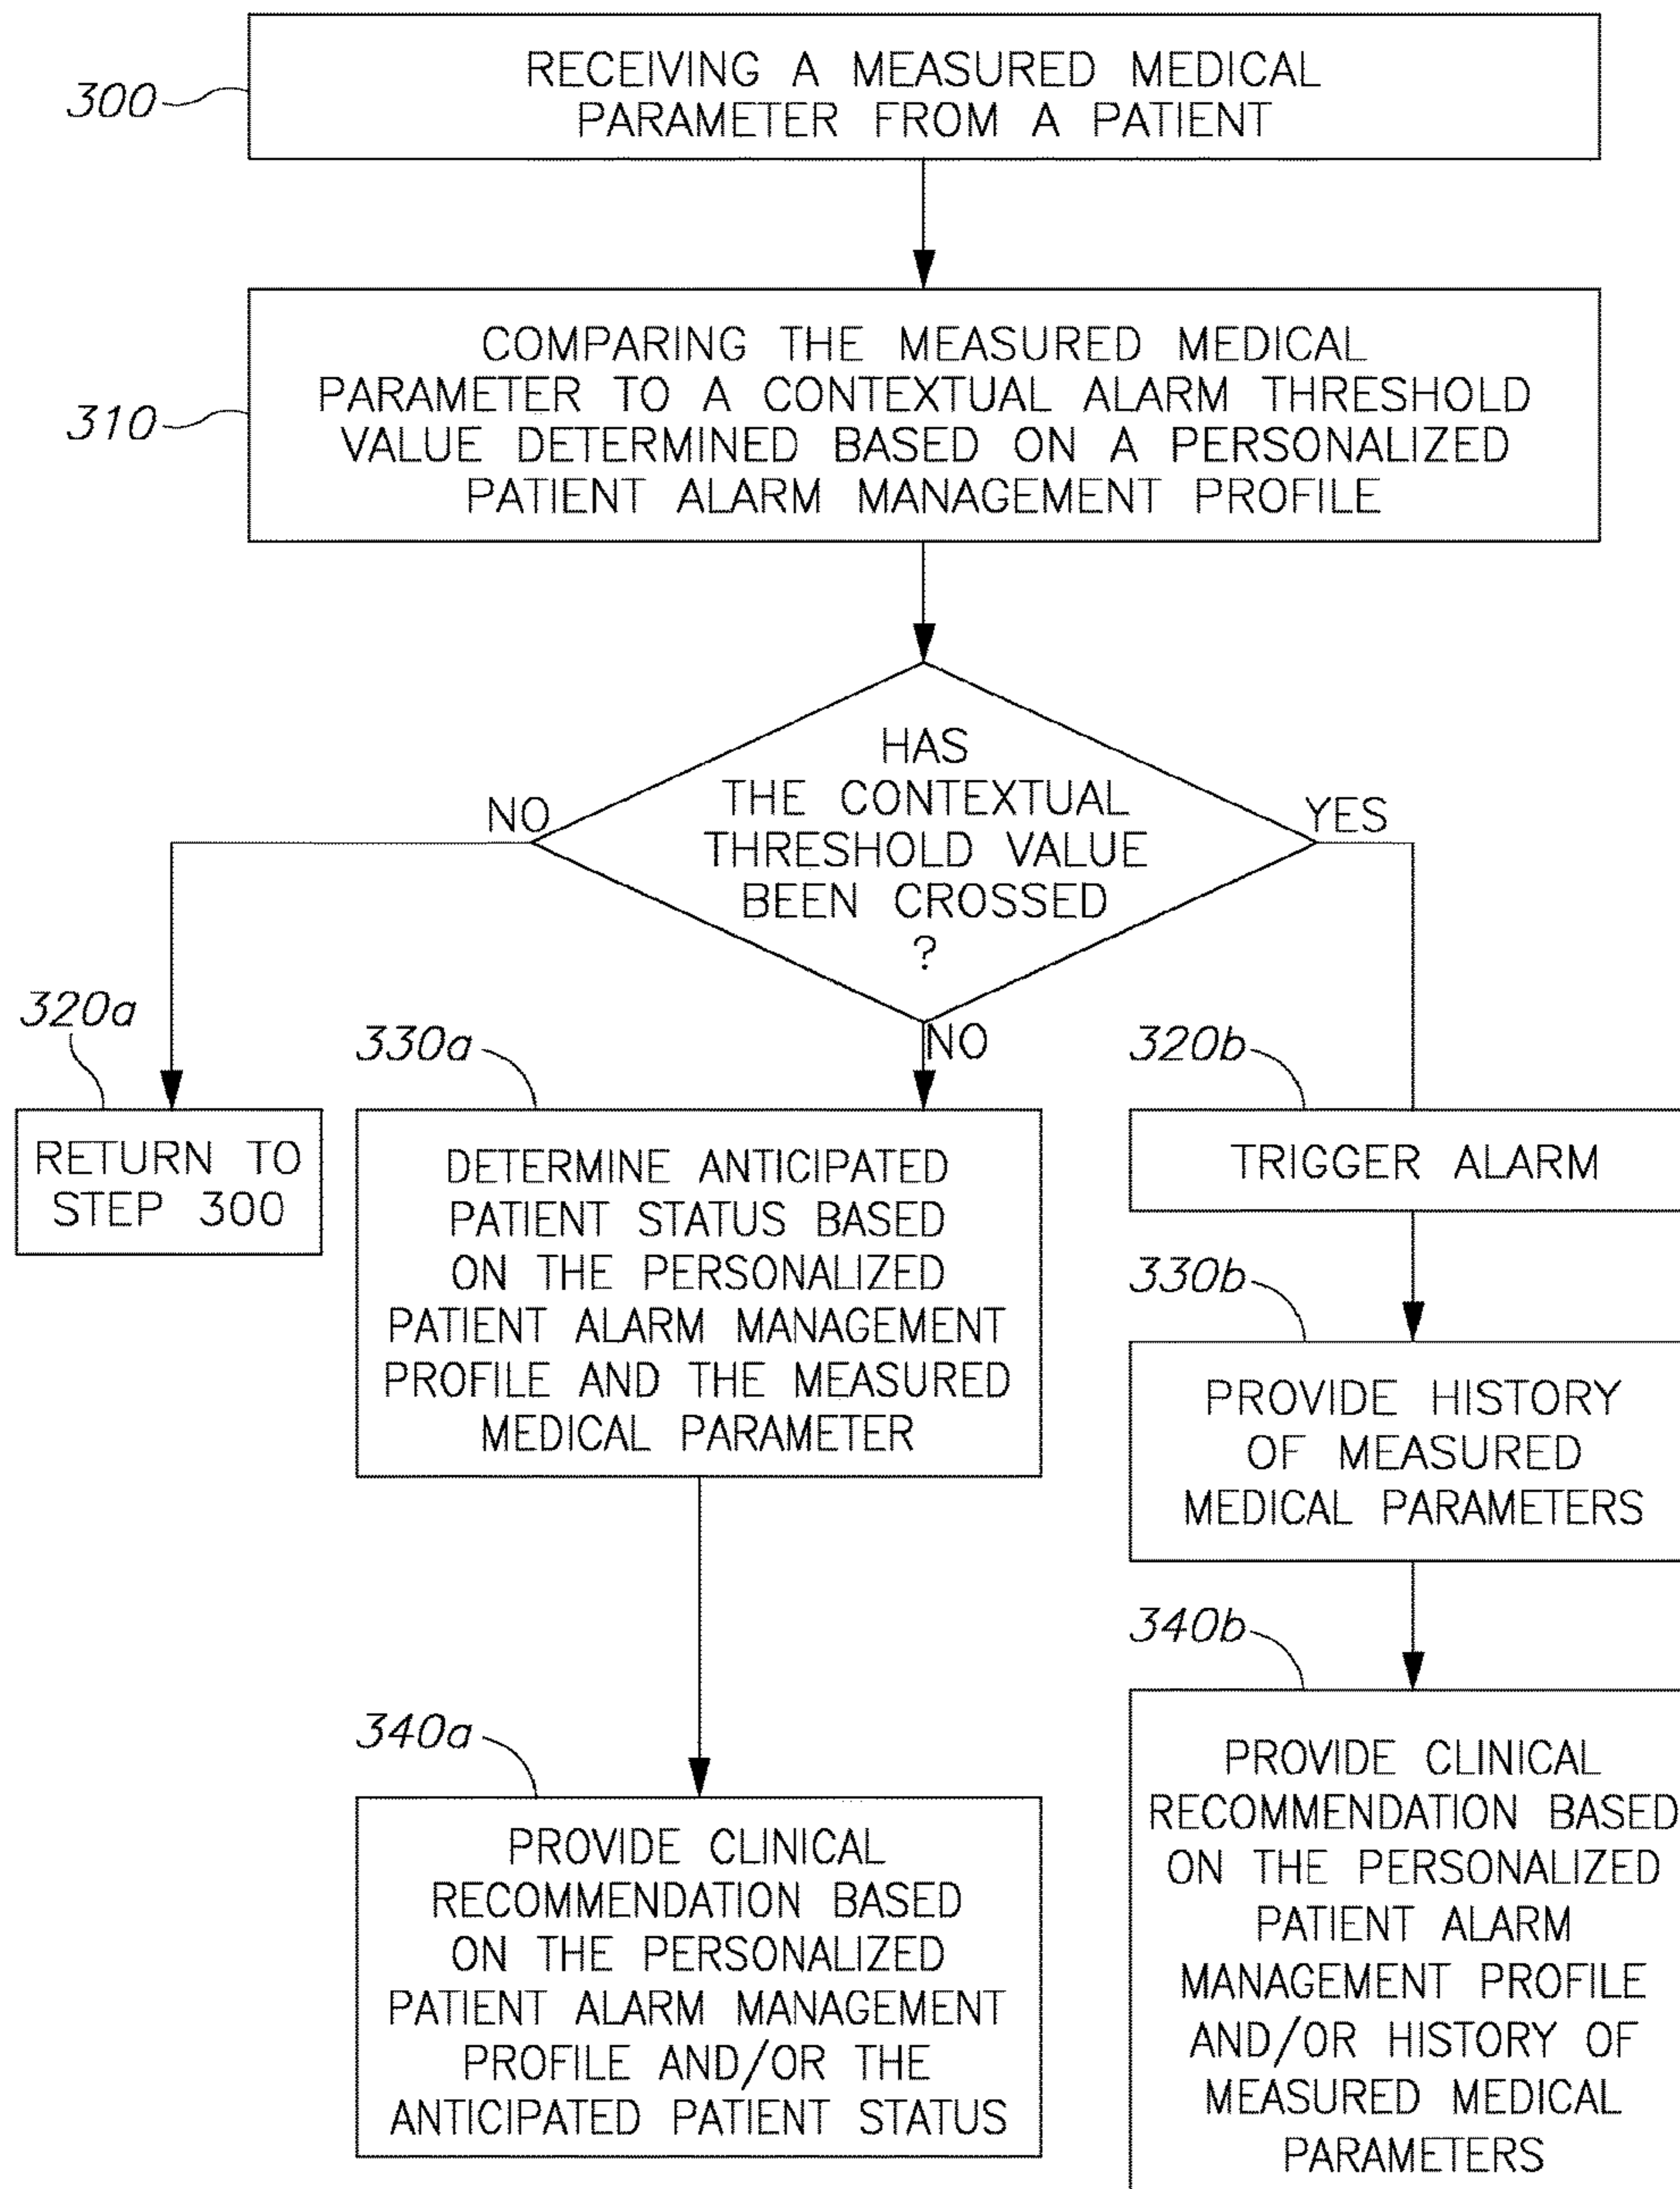 300
RECEIVING A MEASURED MEDICAL
PARAMETER FROM A PATIENT
310
COMPARING THE MEASURED MEDICAL
PARAMETER TO A CONTEXTUAL ALARM THRESHOLD
VALUE DETERMINED BASED ON A PERSONALIZED
PATIENT ALARM MANAGEMENT PROFILE
HAS
THE CONTEXTUAL
THRESHOLD VALUE
BEEN CROSSED
?
NO
YES
NO
320a
RETURN TO
STEP 300
330a
DETERMINE ANTICIPATED
PATIENT STATUS BASED
ON THE PERSONALIZED
PATIENT ALARM MANAGEMENT
PROFILE AND THE MEASURED
MEDICAL PARAMETER
340a
PROVIDE CLINICAL
RECOMMENDATION BASED
ON THE PERSONALIZED
PATIENT ALARM MANAGEMENT
PROFILE AND/OR THE
ANTICIPATED PATIENT STATUS
320b
TRIGGER ALARM
330b
PROVIDE HISTORY
OF MEASURED
MEDICAL PARAMETERS
340b
PROVIDE CLINICAL
RECOMMENDATION BASED
ON THE PERSONALIZED
PATIENT ALARM
MANAGEMENT PROFILE
AND/OR HISTORY OF
MEASURED MEDICAL
PARAMETERS